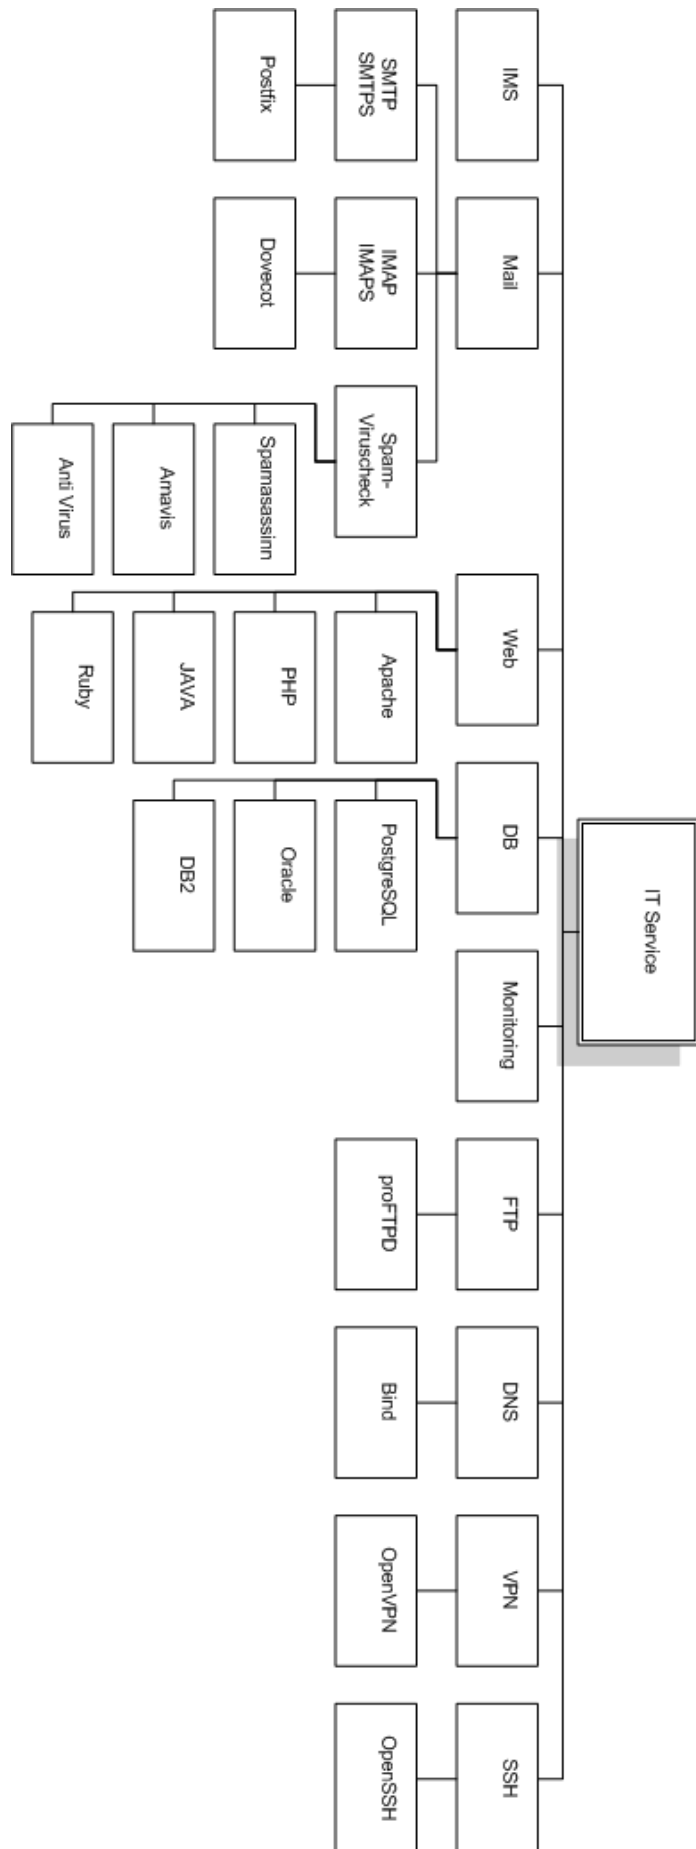 IT Service
IMS
Mail
Web
DB
Monitoring
FTP
DNS
VPN
SSH
SMTP
SMTPS
IMAP
IMAPS
Spam-
Viruscheck
Apache
PostgreSQL
proFTPD
Bind
OpenVPN
OpenSSH
Postfix
Dovecot
Spamasassinn
PHP
Oracle
Amavis
JAVA
DB2
Anti Virus
Ruby